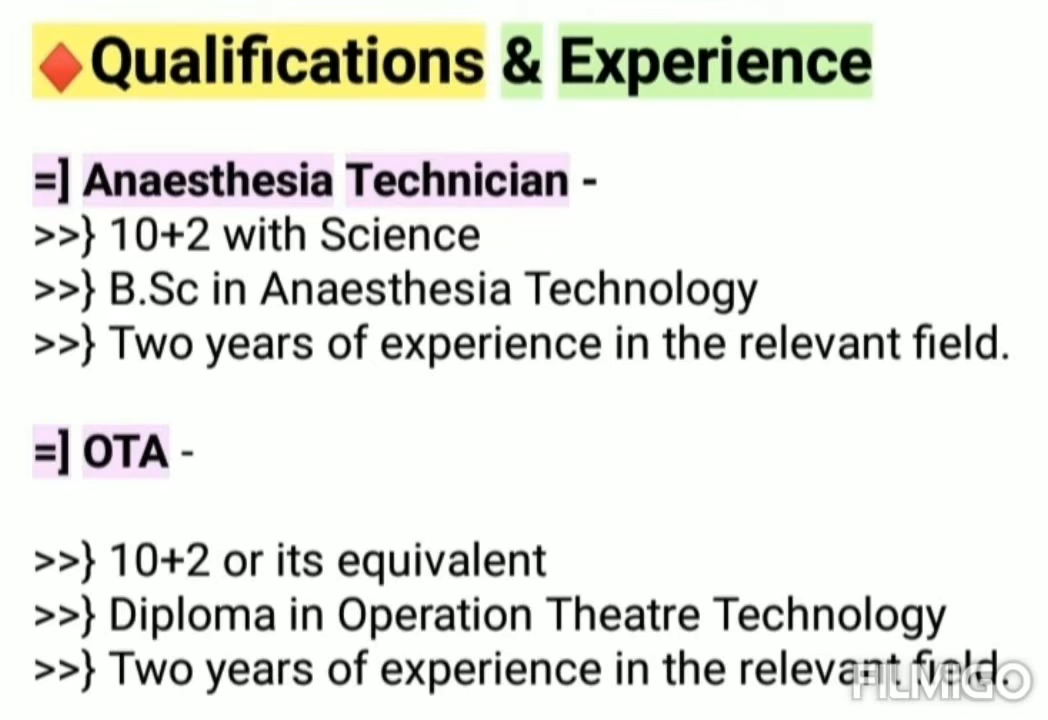 ♦Qualifications & Experience
=] Anaesthesia Technician -
>>} 10+2 with Science
>>} B.Sc in Anaesthesia Technology
>>} Two years of experience in the relevant field.
=] OTA -
>>} 10+2 or its equivalent
>>} Diploma in Operation Theatre Technology
>>} Two years of experience in the relevant field.
FILMIGO